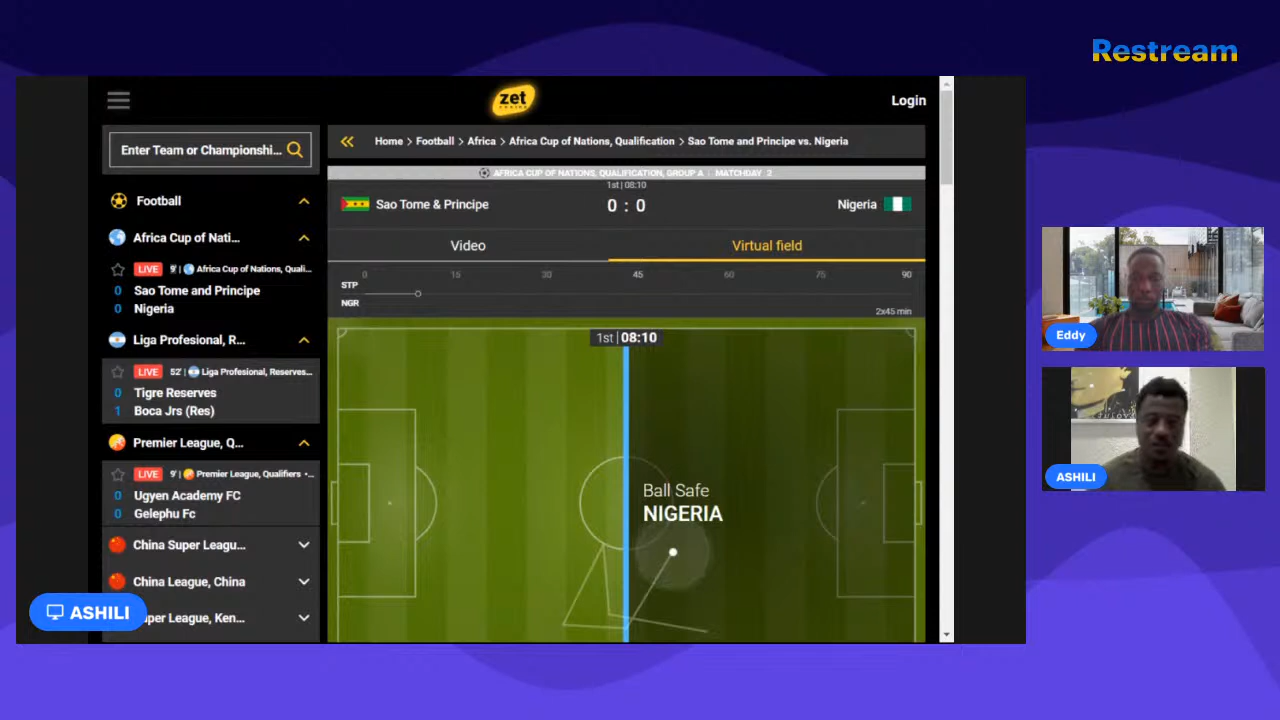 Restream
zet
Login
Enter Team or Championshi...
Home > Football > Africa > Africa Cup of Nations, Qualification > Sao Tome and Principe vs. Nigeria
AFRICA CUP OF NATIONS, QUALIFICATION, GROUP A | MATCHDAY 2
1st | 08:10
Sao Tome & Principe
0 : 0
Nigeria
Video
Virtual field
0 15 30 45 60 75 90
STP
NGR
2x45 min
1st | 08:10
Ball Safe
NIGERIA
Football
Africa Cup of Nati...
LIVE 9' | Africa Cup of Nations, Quali...
0 Sao Tome and Principe
0 Nigeria
Liga Profesional, R...
LIVE 52' | Liga Profesional, Reserves...
0 Tigre Reserves
1 Boca Jrs (Res)
Premier League, Q...
LIVE 9' | Premier League, Qualifiers •...
0 Ugyen Academy FC
0 Gelephu Fc
China Super Leagu...
China League, China
uper League, Ken...
ASHILI
Eddy
ASHILI